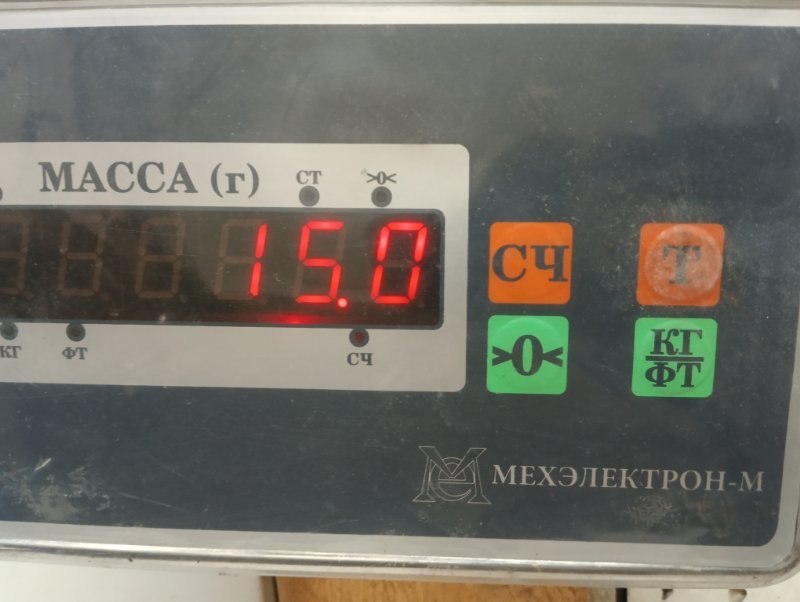 МАССА (г)
СТ
>0<
15.0
КГ
ФТ
СЧ
СЧ
Т
>0<
КГ
ФТ
МЕХЭЛЕКТРОН-М